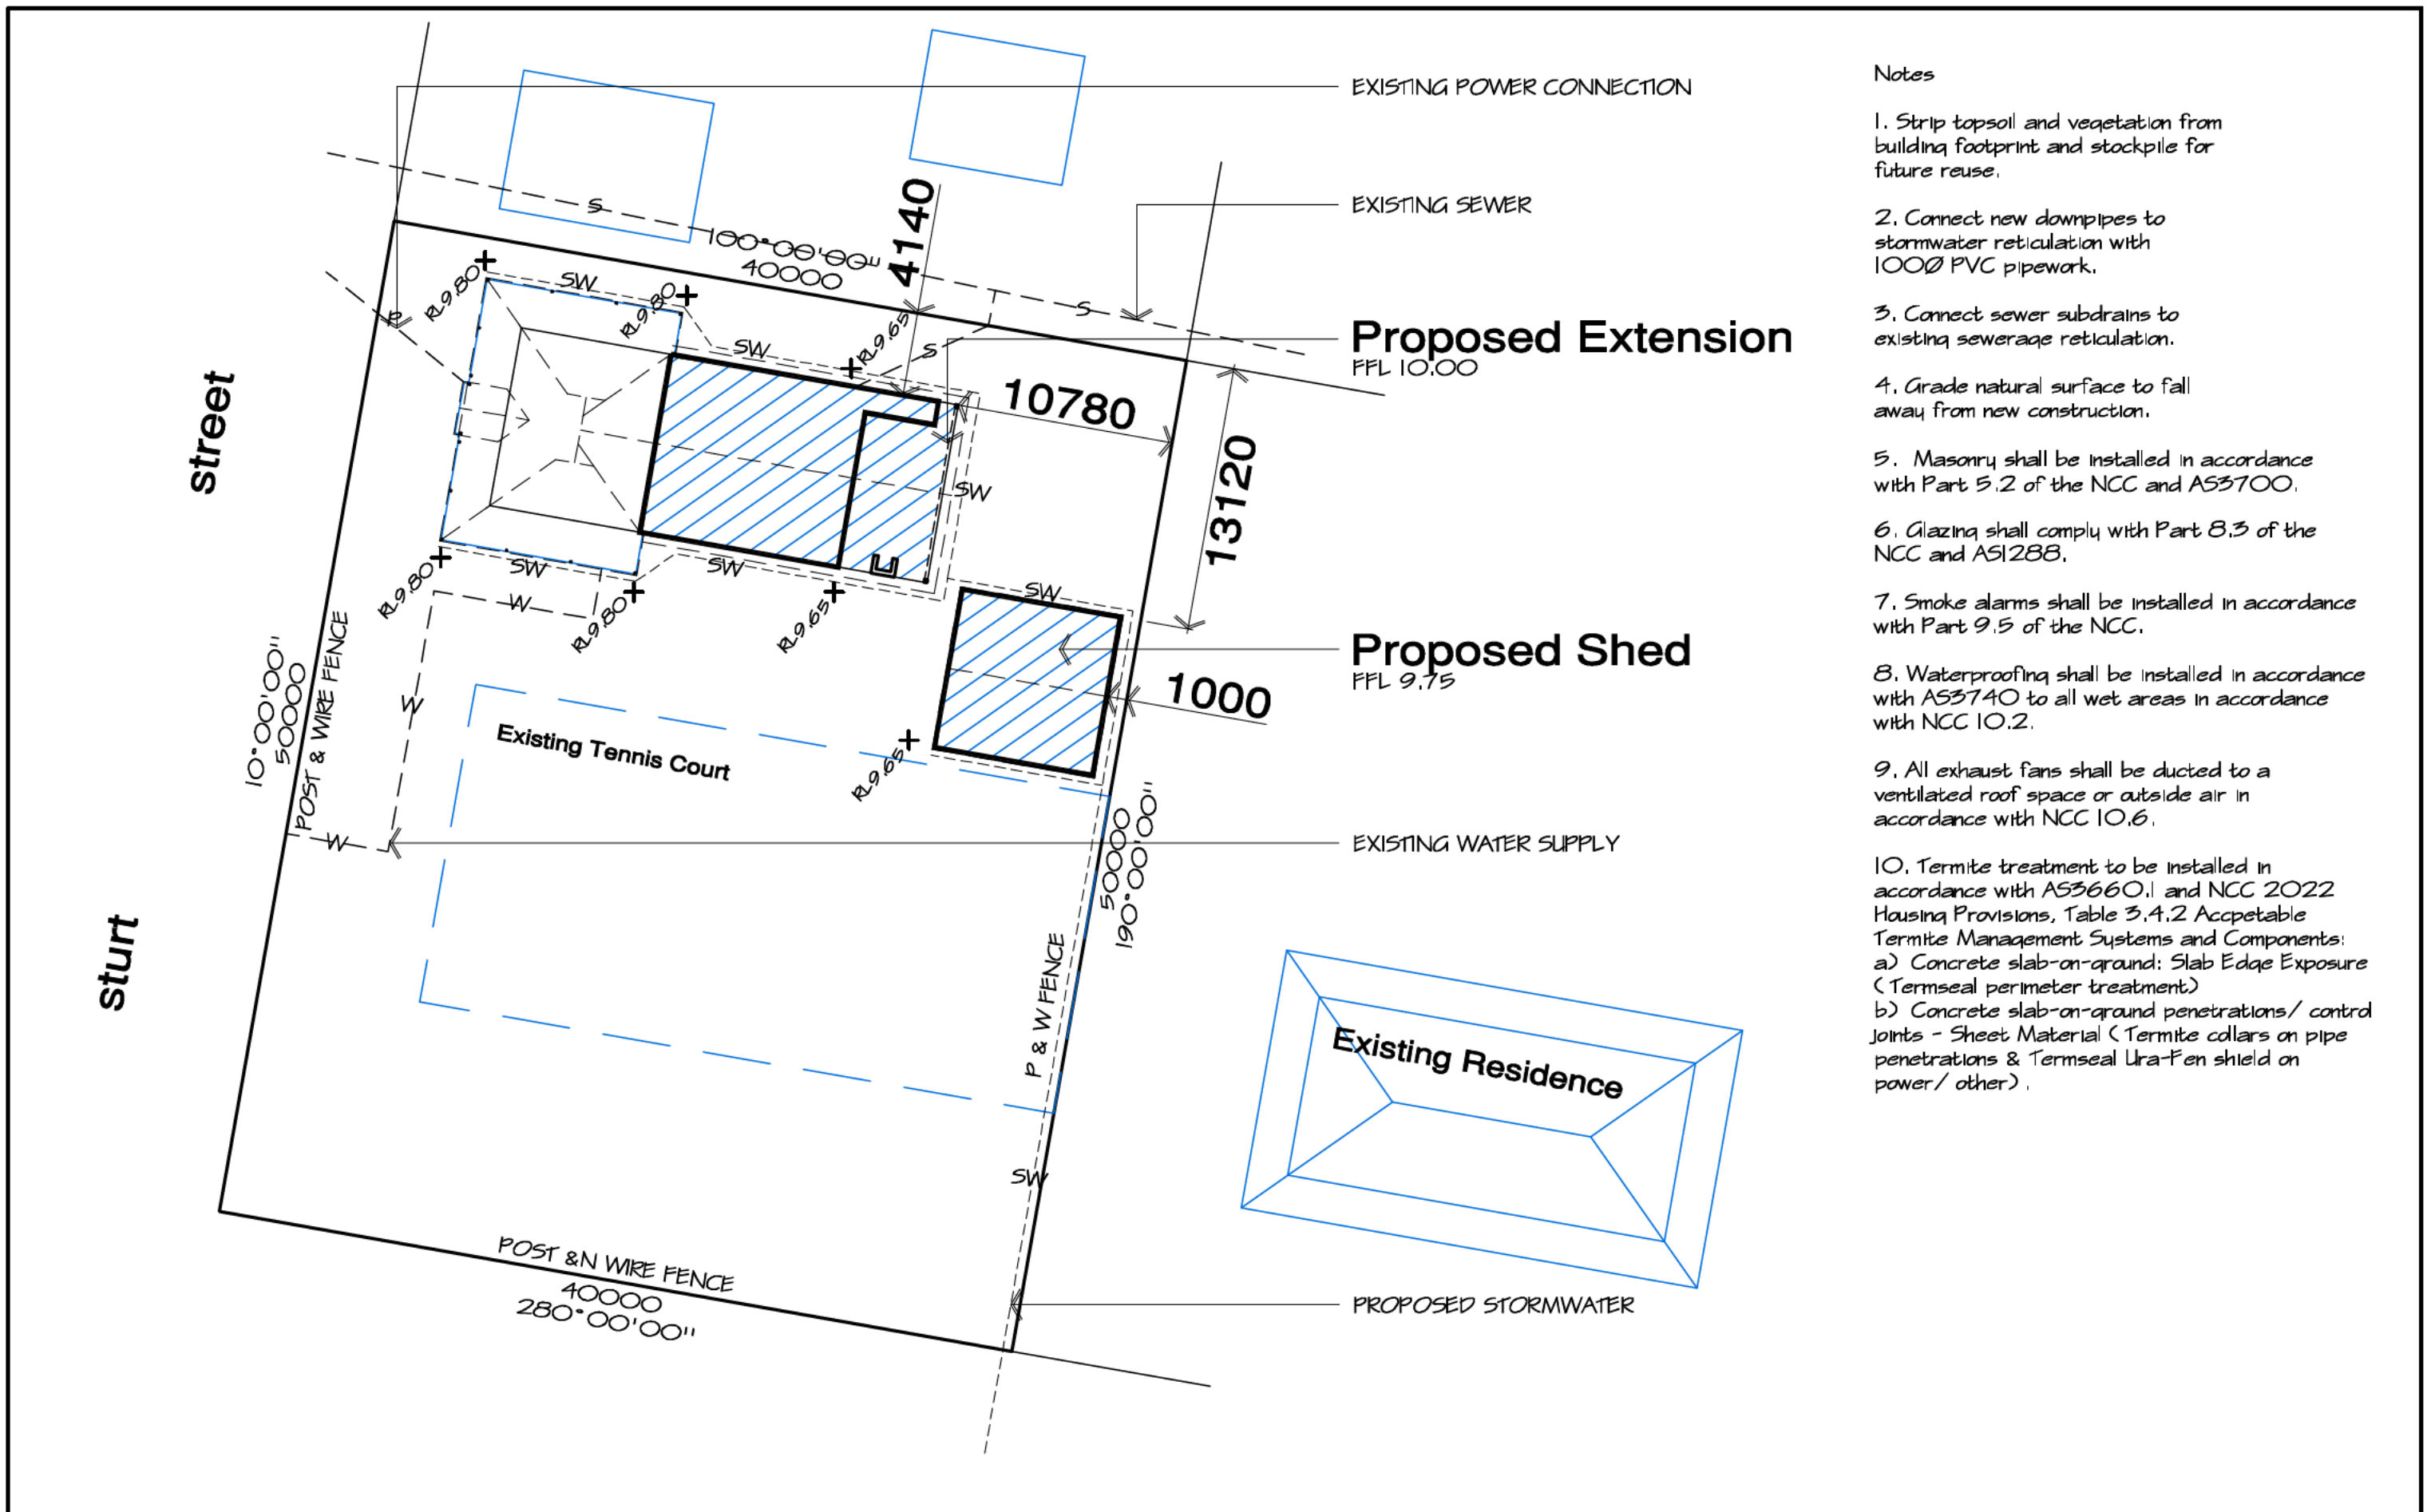 EXISTING POWER CONNECTION
EXISTING SEWER
Proposed Extension
FFL 10.00
Proposed Shed
FFL 9.75
EXISTING WATER SUPPLY
PROPOSED STORMWATER
street
sturt
S
100°00'00"
40000
4140
S
P
RL9.80
SW
RL9.80
SW
RL9.65
S
10780
13120
SW
RL9.80
SW
RL9.80
SW
RL9.65
W
W
W
SW
1000
RL9.65
Existing Tennis Court
10°00'00"
50000
POST & WIRE FENCE
50000
190°00'00"
P & W FENCE
SW
Existing Residence
POST &N WIRE FENCE
40000
280°00'00"
Notes
1. Strip topsoil and vegetation from
building footprint and stockpile for
future reuse.
2. Connect new downpipes to
stormwater reticulation with
100Ø PVC pipework.
3. Connect sewer subdrains to
existing sewerage reticulation.
4. Grade natural surface to fall
away from new construction.
5. Masonry shall be installed in accordance
with Part 5.2 of the NCC and AS3700.
6. Glazing shall comply with Part 8.3 of the
NCC and AS1288.
7. Smoke alarms shall be installed in accordance
with Part 9.5 of the NCC.
8. Waterproofing shall be installed in accordance
with AS3740 to all wet areas in accordance
with NCC 10.2.
9. All exhaust fans shall be ducted to a
ventilated roof space or outside air in
accordance with NCC 10.6.
10. Termite treatment to be installed in
accordance with AS3660.1 and NCC 2022
Housing Provisions, Table 3.4.2 Accpetable
Termite Management Systems and Components:
a) Concrete slab-on-ground: Slab Edge Exposure
(Termseal perimeter treatment)
b) Concrete slab-on-ground penetrations/ control
joints - Sheet Material (Termite collars on pipe
penetrations & Termseal Ura-Fen shield on
power/ other).